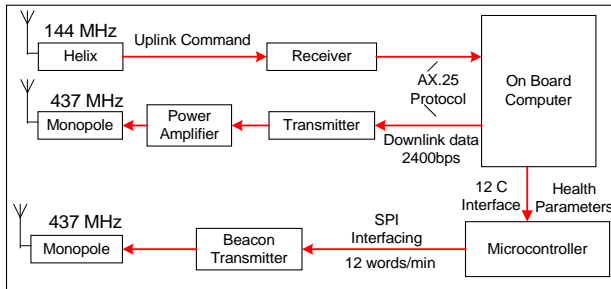 144 MHz
Helix
Uplink Command
Receiver
AX.25
Protocol
On Board
Computer
437 MHz
Monopole
Power
Amplifier
Transmitter
Downlink data
2400bps
12 C
Interface
Health
Parameters
437 MHz
Monopole
Beacon
Transmitter
SPI
Interfacing
12 words/min
Microcontroller